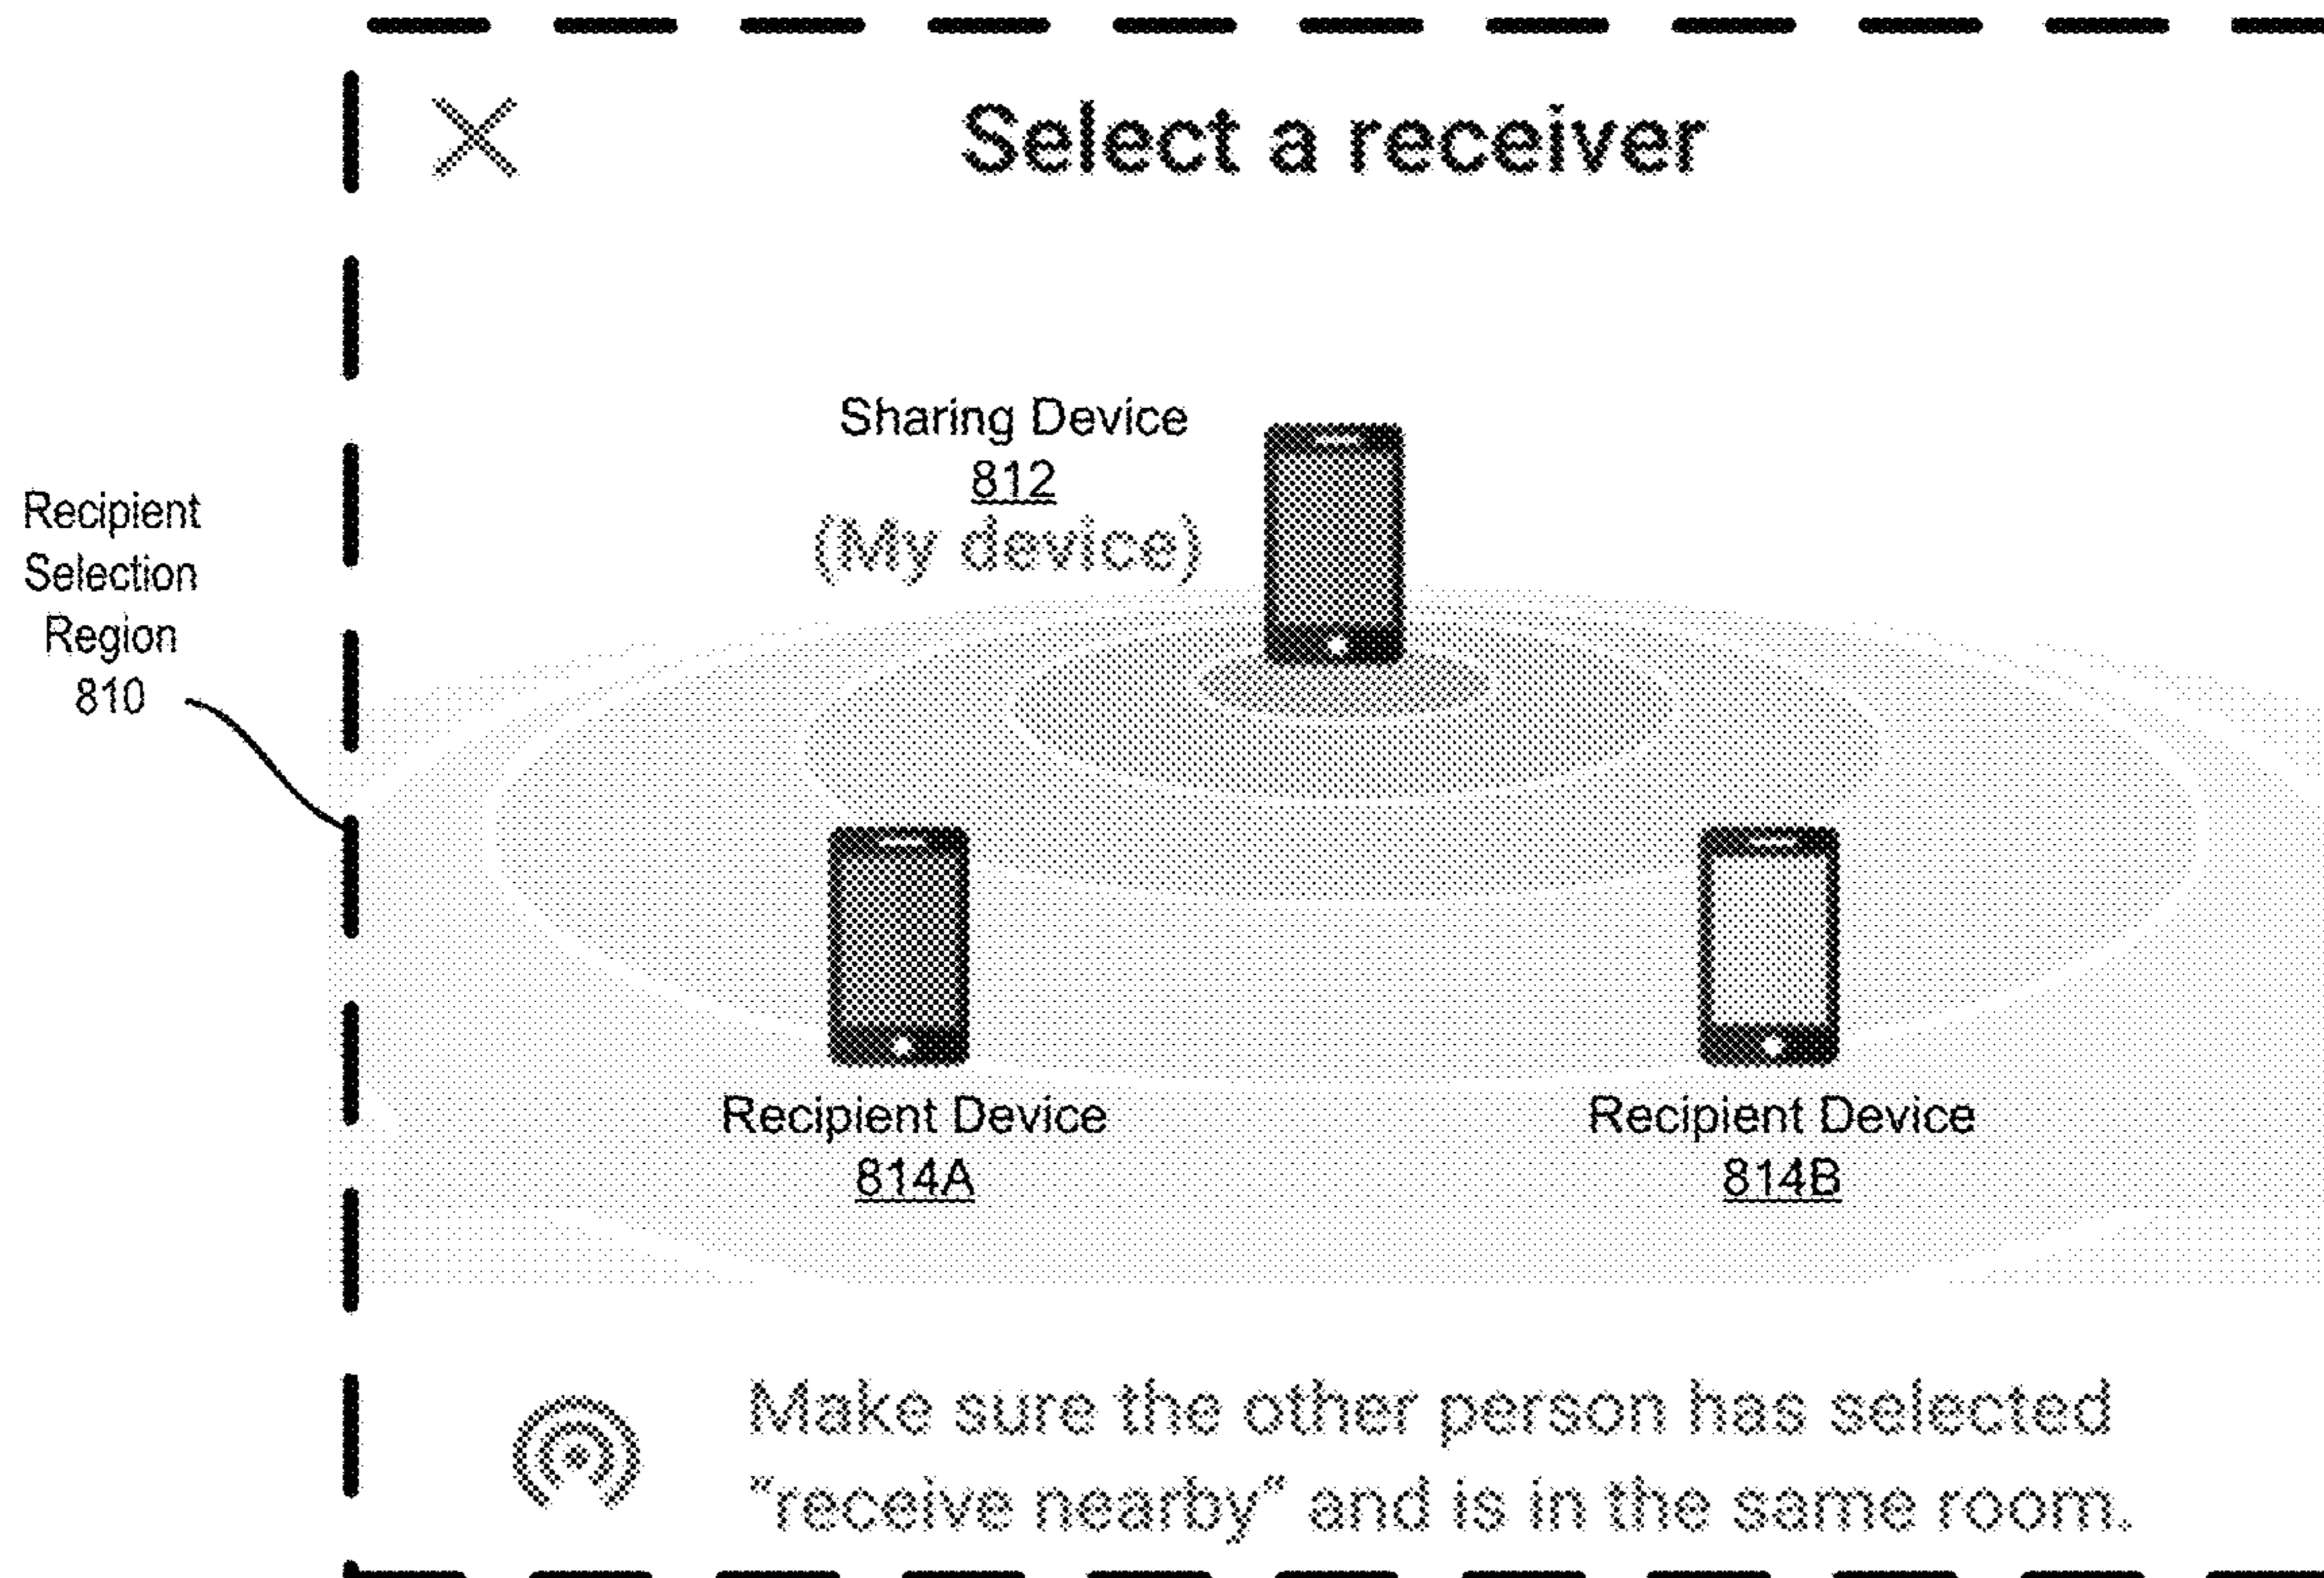 Select a receiver
Sharing Device
812
(My device)
Recipient
Selection
Region
810
Recipient Device
814A
Recipient Device
814B
Make sure the other person has selected
"receive nearby" and is in the same room.